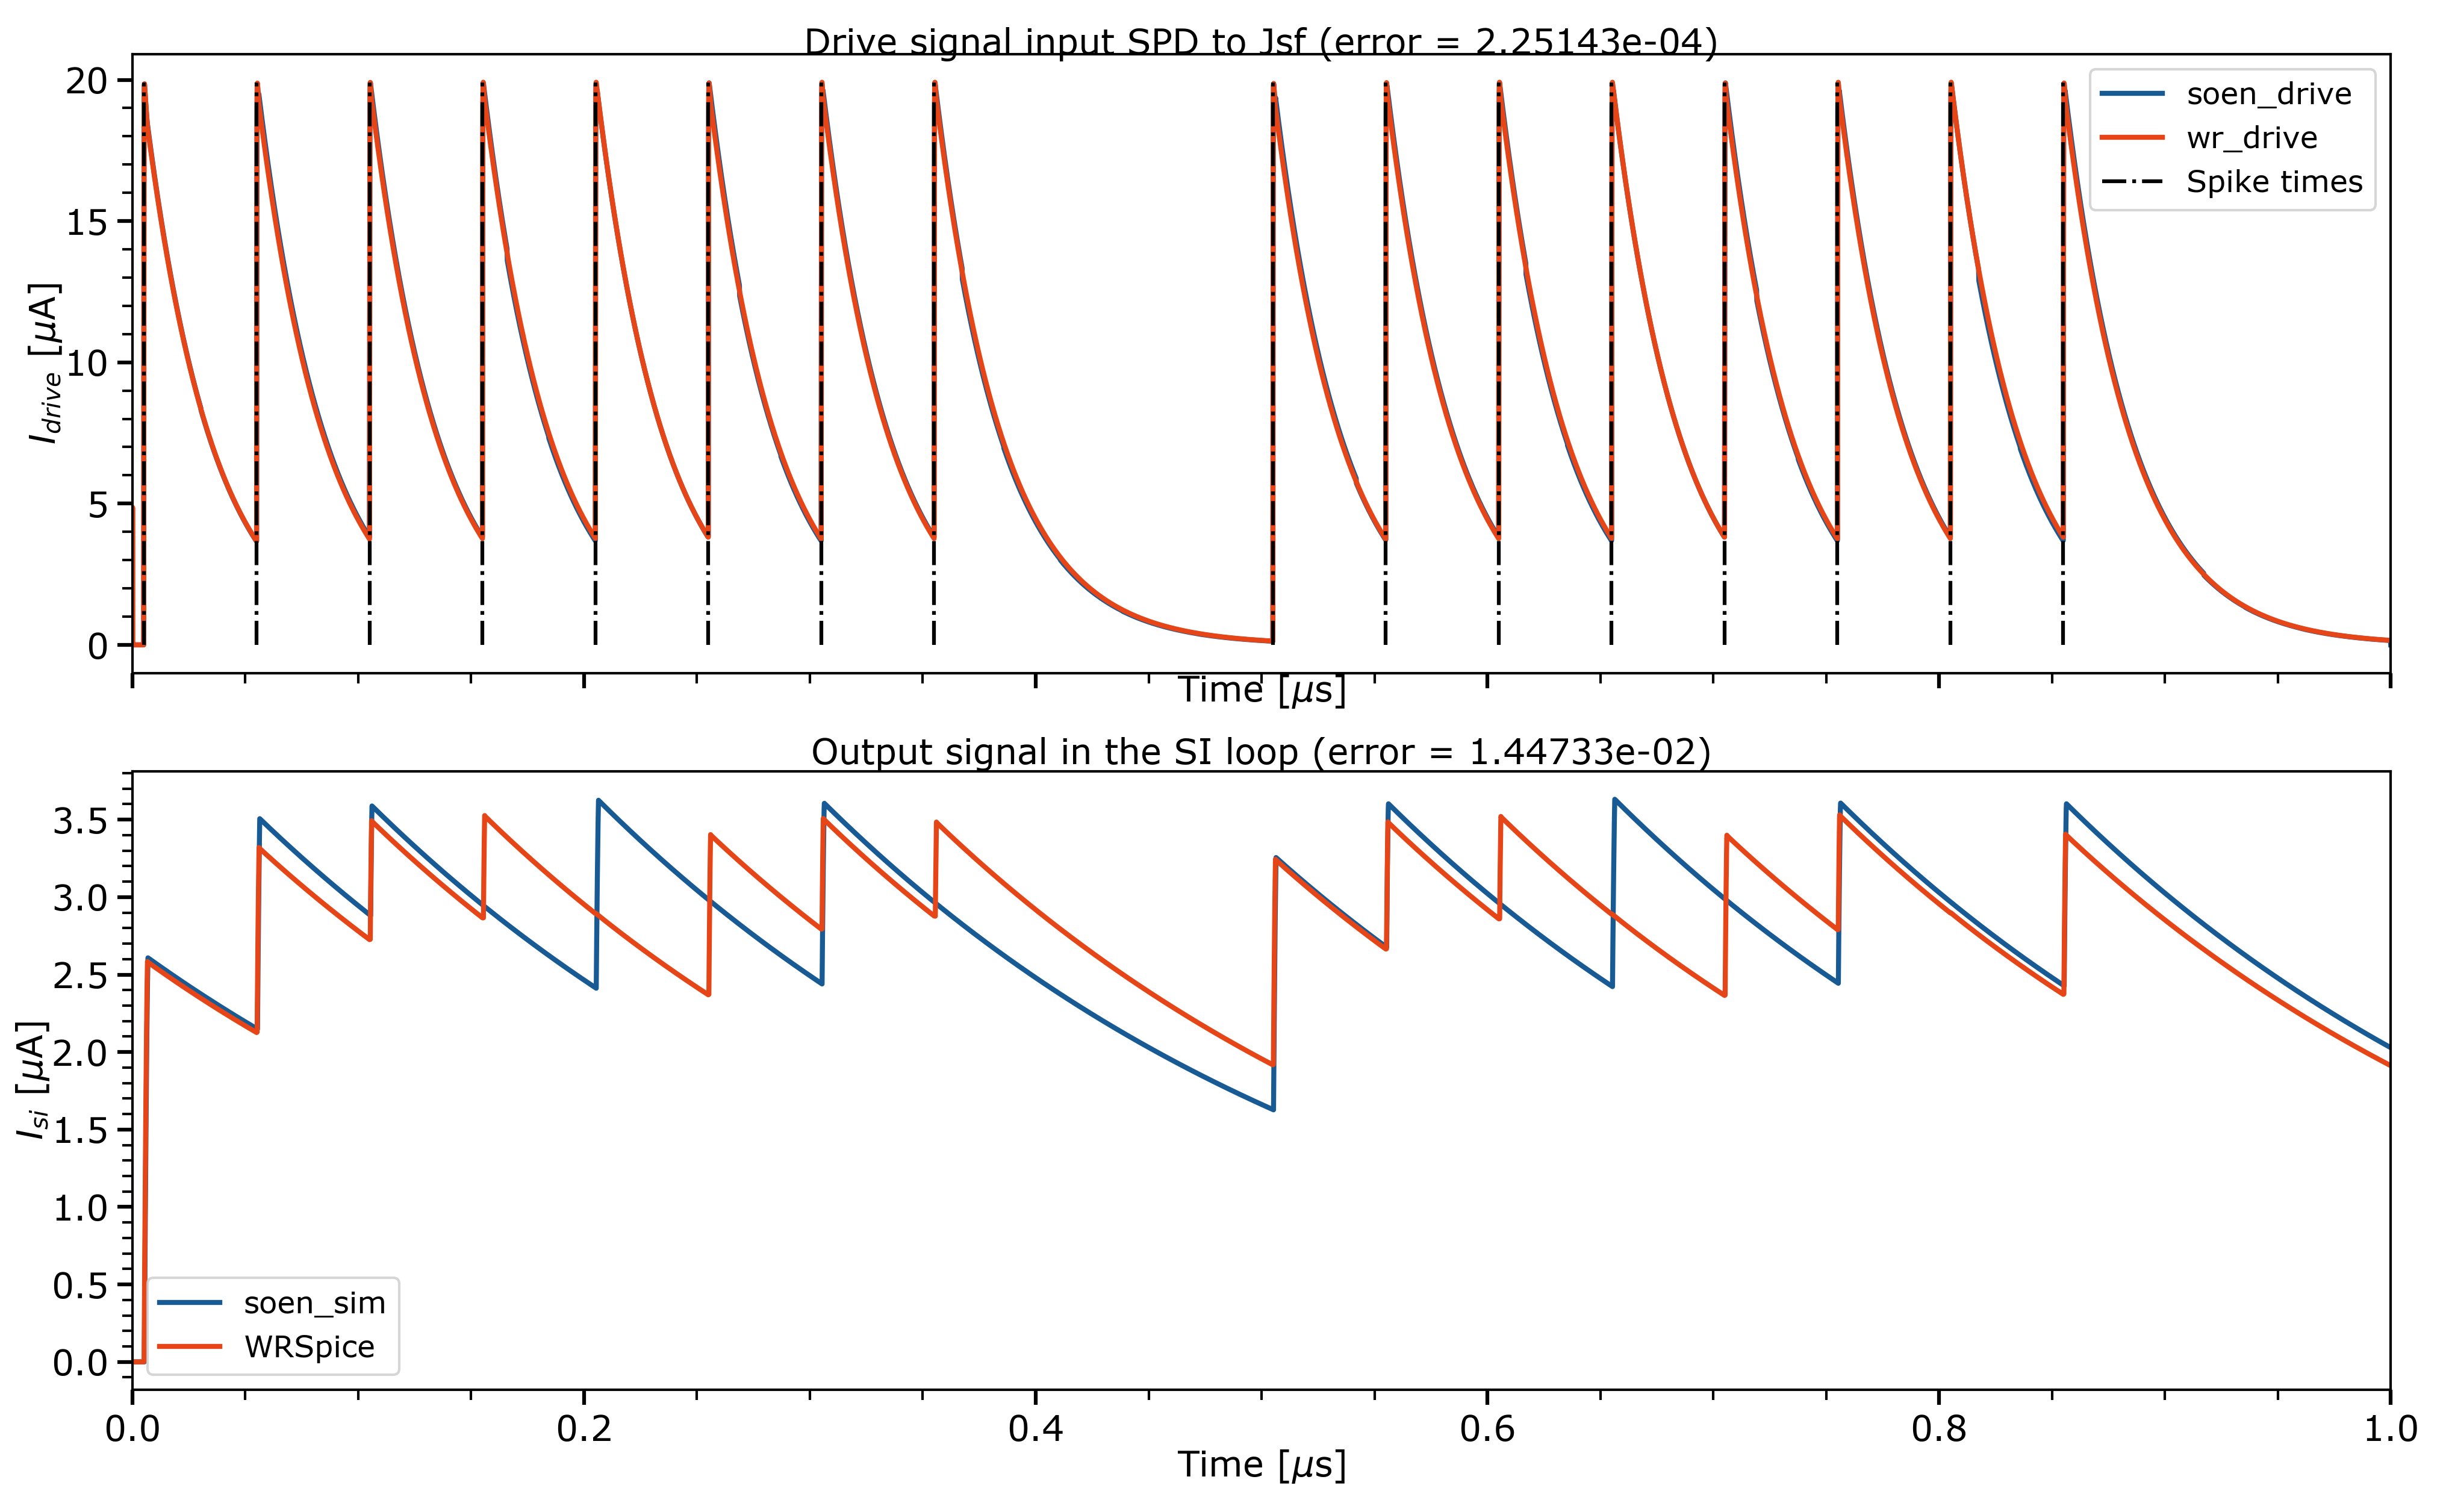 Drive signal input SPD to Jsf (error = 2.25143e-04)
20
15
10
5
0
I_drive [μA]
soen_drive
wr_drive
Spike times
Time [μs]
Output signal in the SI loop (error = 1.44733e-02)
3.5
3.0
2.5
2.0
1.5
1.0
0.5
0.0
I_si [μA]
soen_sim
WRSpice
0.0 0.2 0.4 0.6 0.8 1.0
Time [μs]